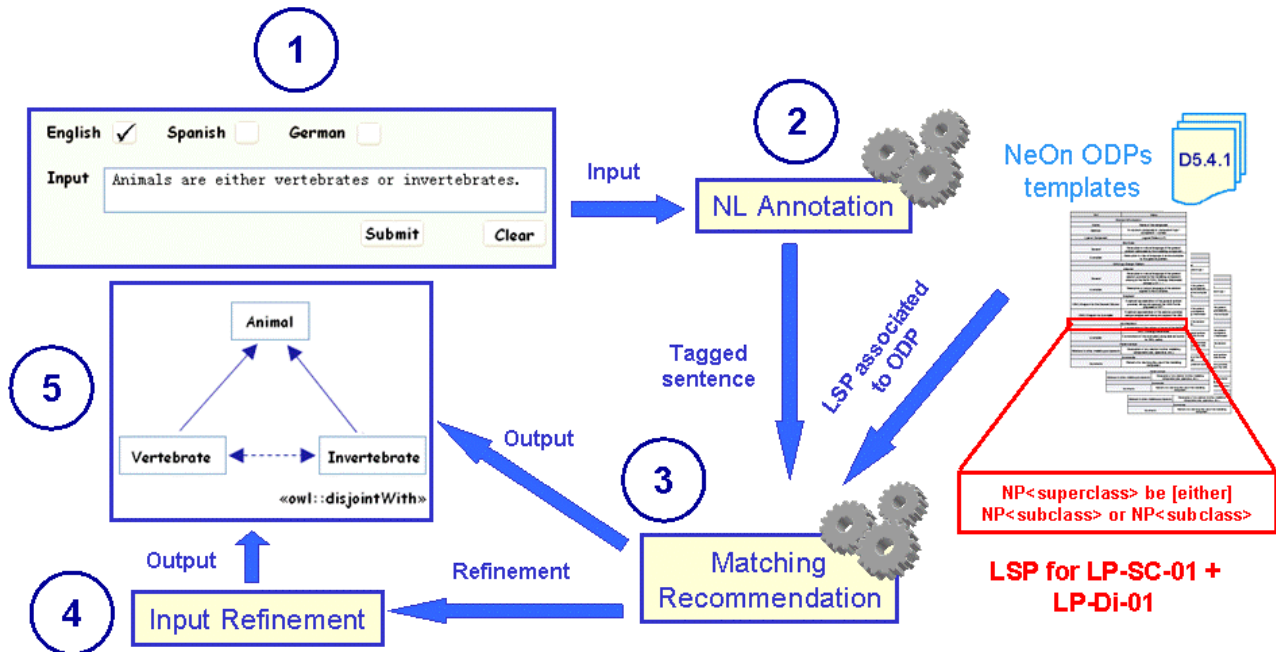 1
English ✓ Spanish German
Input Animals are either vertebrates or invertebrates.
Submit Clear
Input
2
NL Annotation
NeOn ODPs
templates
D5.4.1
5
Animal
Vertebrate Invertebrate
«owl::disjointWith»
Tagged
sentence
LSP associated
to ODP
Output
3
Matching
Recommendation
NP<superclass> be [either]
NP<subclass> or NP<subclass>
LSP for LP-SC-01 +
LP-Di-01
Output
Refinement
4
Input Refinement